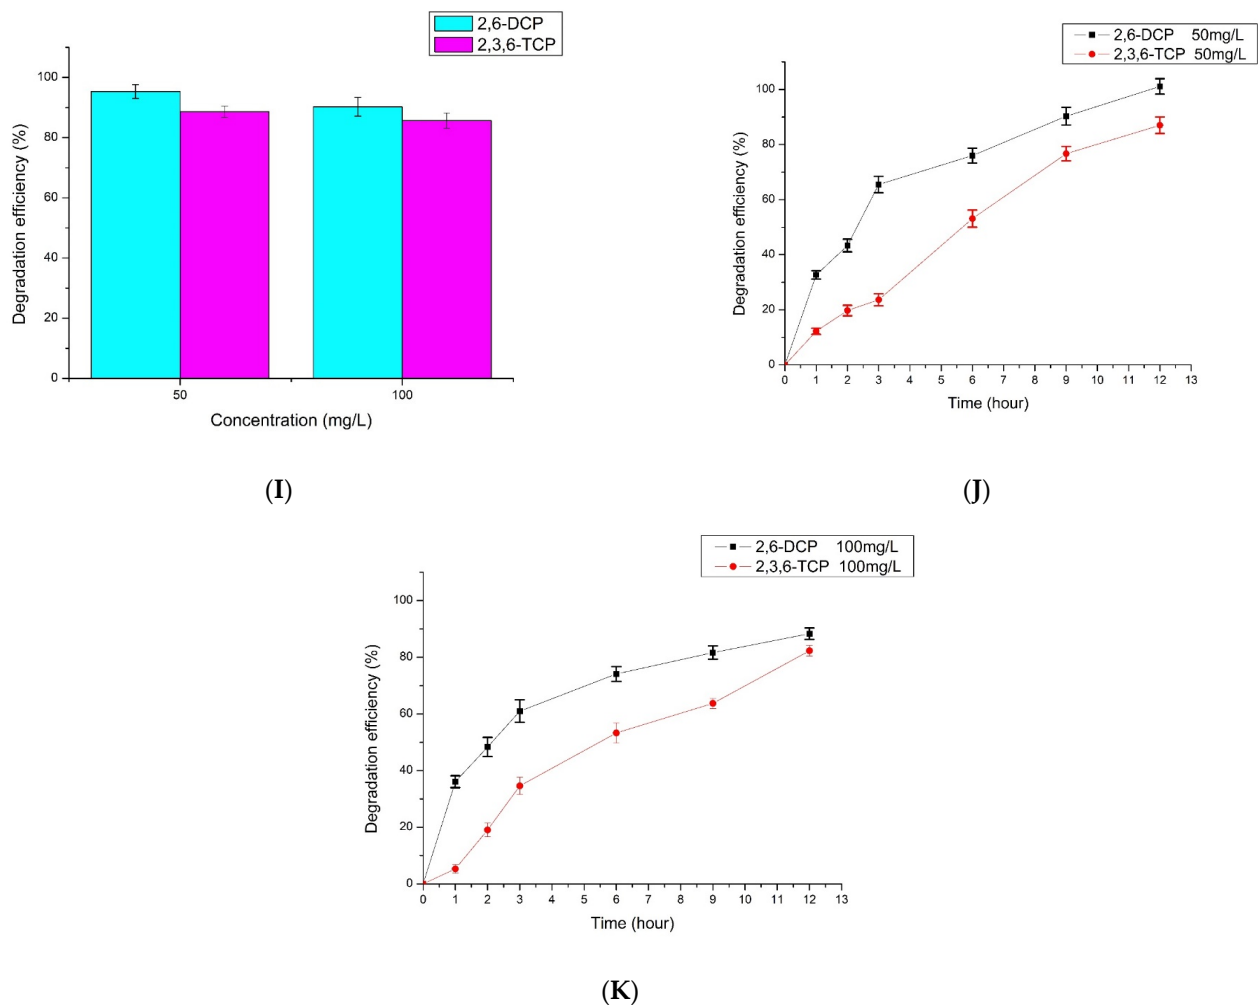 2,6-DCP
2,3,6-TCP
100
80
60
40
20
0
Degradation efficiency (%)
50
100
Concentration (mg/L)
(I)
2,6-DCP 50mg/L
2,3,6-TCP 50mg/L
100
80
60
40
20
0
Degradation efficiency (%)
0 1 2 3 4 5 6 7 8 9 10 11 12 13
Time (hour)
(J)
2,6-DCP 100mg/L
2,3,6-TCP 100mg/L
100
80
60
40
20
0
Degradation efficiency (%)
0 1 2 3 4 5 6 7 8 9 10 11 12 13
Time (hour)
(K)